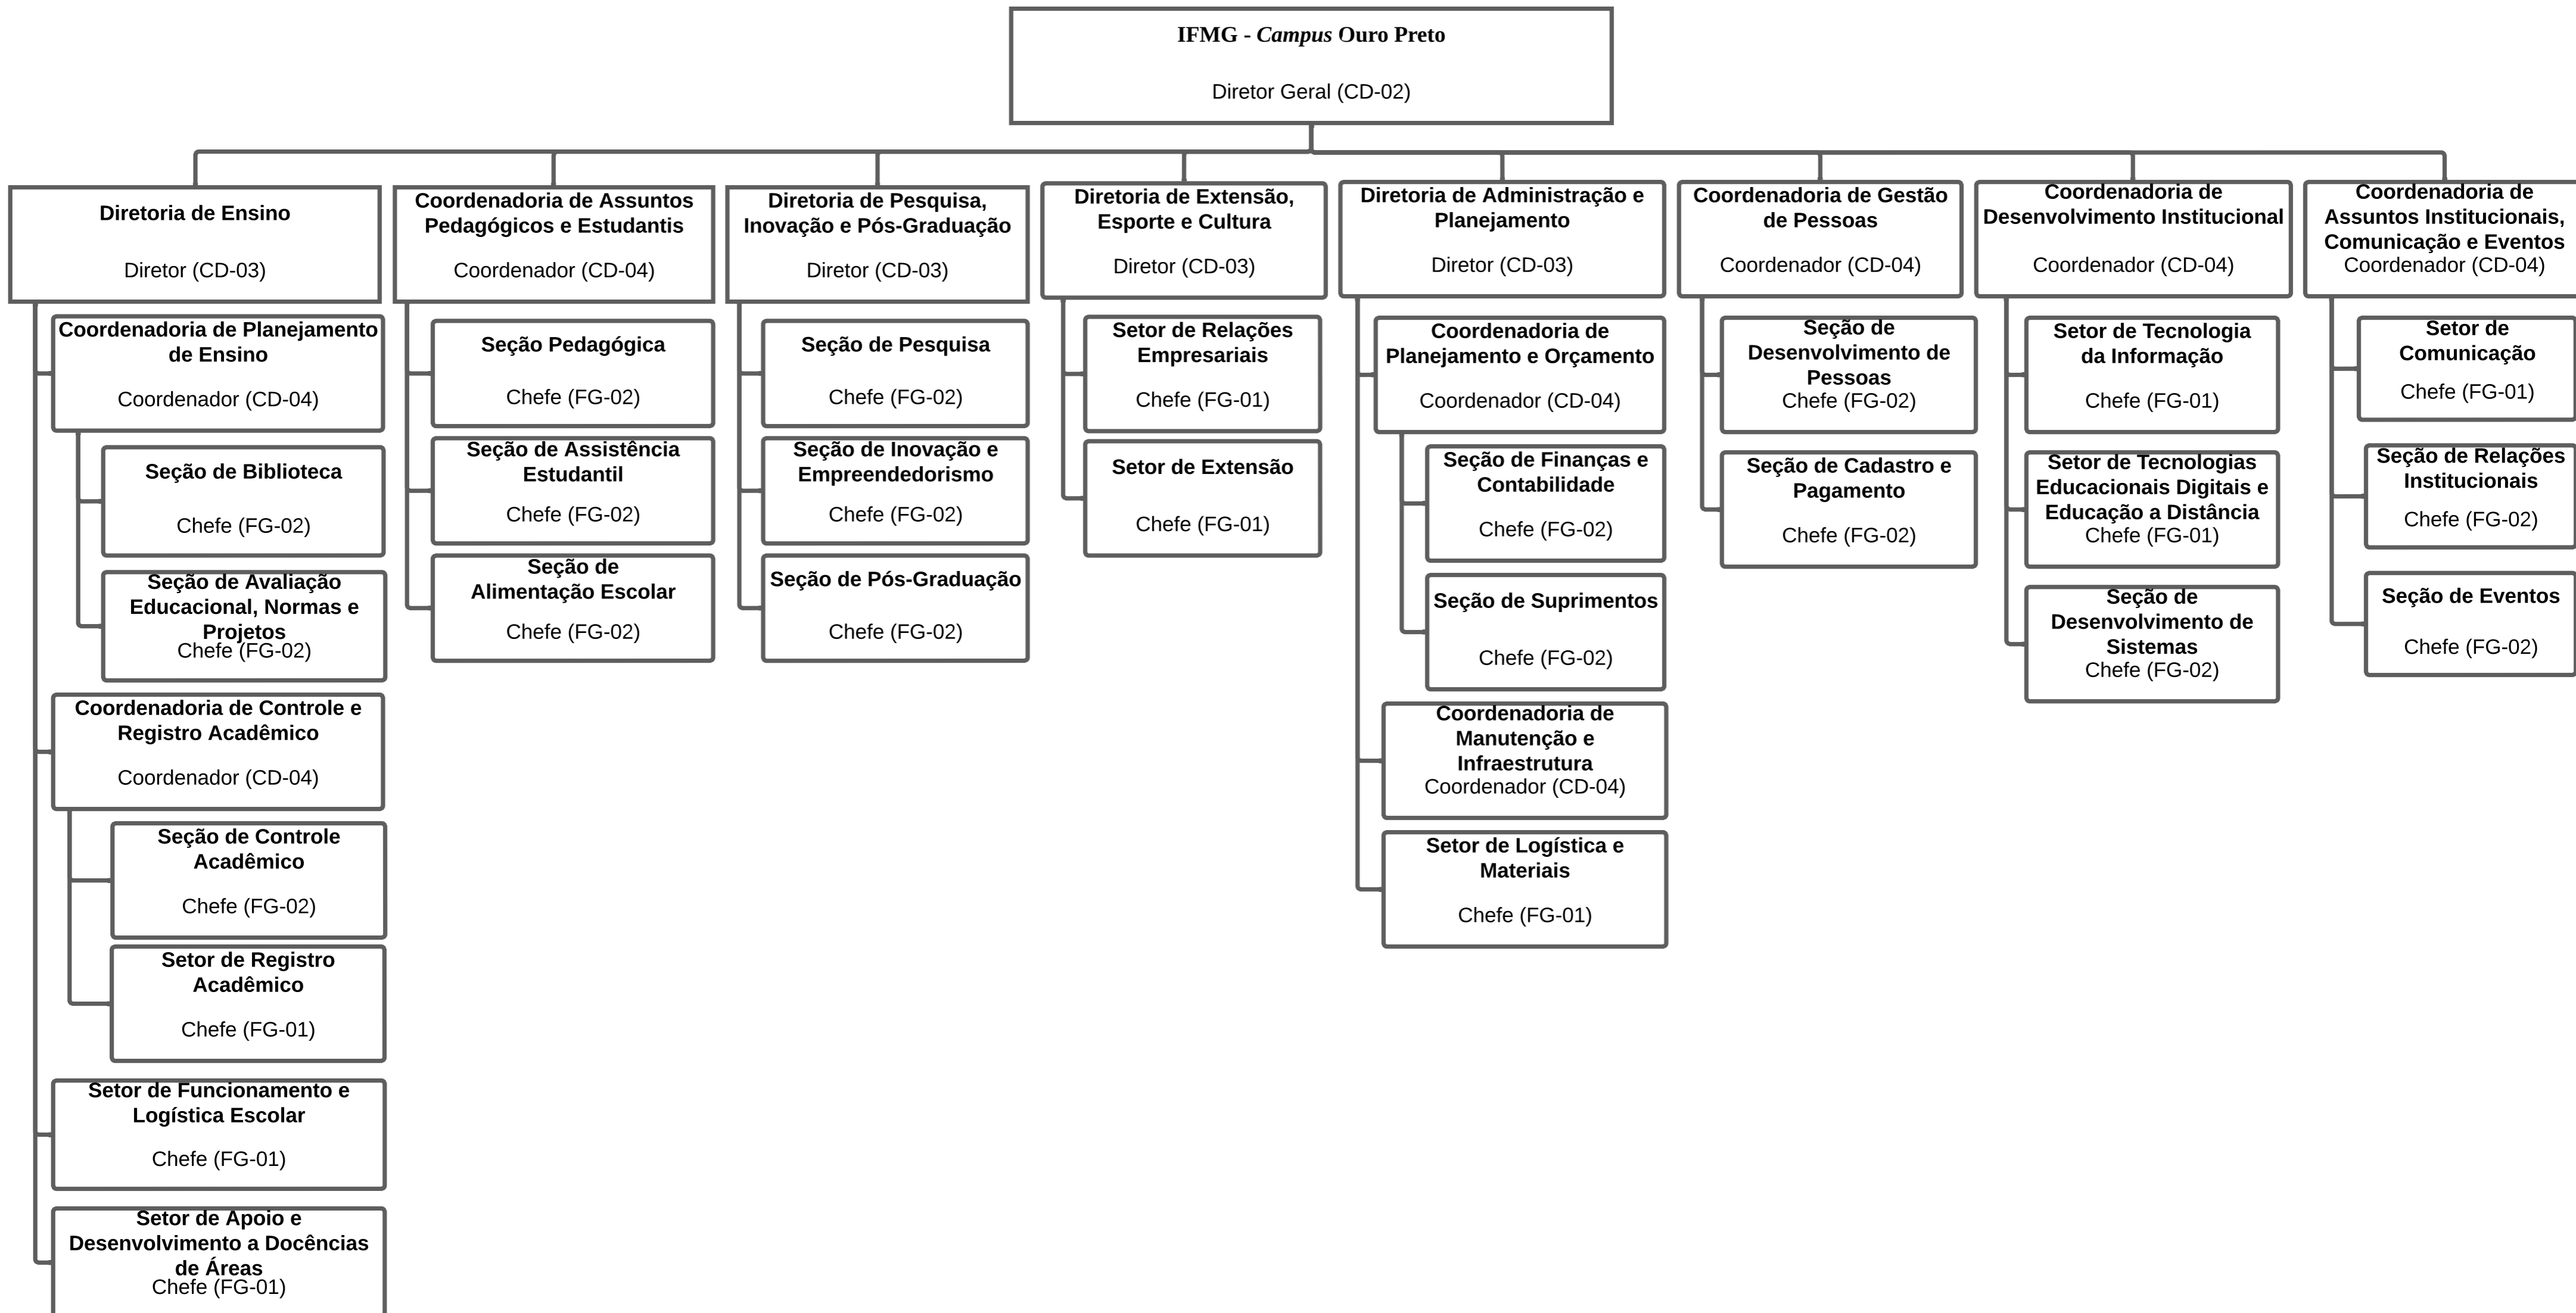 IFMG - Campus Ouro Preto
Diretor Geral (CD-02)
Diretoria de Ensino
Diretor (CD-03)
Coordenadoria de Planejamento
de Ensino
Coordenador (CD-04)
Seção de Biblioteca
Chefe (FG-02)
Seção de Avaliação
Educacional, Normas e
Projetos
Chefe (FG-02)
Coordenadoria de Controle e
Registro Acadêmico
Coordenador (CD-04)
Seção de Controle
Acadêmico
Chefe (FG-02)
Setor de Registro
Acadêmico
Chefe (FG-01)
Setor de Funcionamento e
Logística Escolar
Chefe (FG-01)
Setor de Apoio e
Desenvolvimento a Docências
de Áreas
Chefe (FG-01)
Coordenadoria de Assuntos
Pedagógicos e Estudantis
Coordenador (CD-04)
Seção Pedagógica
Chefe (FG-02)
Seção de Assistência
Estudantil
Chefe (FG-02)
Seção de
Alimentação Escolar
Chefe (FG-02)
Diretoria de Pesquisa,
Inovação e Pós-Graduação
Diretor (CD-03)
Seção de Pesquisa
Chefe (FG-02)
Seção de Inovação e
Empreendedorismo
Chefe (FG-02)
Seção de Pós-Graduação
Chefe (FG-02)
Diretoria de Extensão,
Esporte e Cultura
Diretor (CD-03)
Setor de Relações
Empresariais
Chefe (FG-01)
Setor de Extensão
Chefe (FG-01)
Diretoria de Administração e
Planejamento
Diretor (CD-03)
Coordenadoria de
Planejamento e Orçamento
Coordenador (CD-04)
Seção de Finanças e
Contabilidade
Chefe (FG-02)
Seção de Suprimentos
Chefe (FG-02)
Coordenadoria de
Manutenção e
Infraestrutura
Coordenador (CD-04)
Setor de Logística e
Materiais
Chefe (FG-01)
Coordenadoria de Gestão
de Pessoas
Coordenador (CD-04)
Seção de
Desenvolvimento de
Pessoas
Chefe (FG-02)
Seção de Cadastro e
Pagamento
Chefe (FG-02)
Coordenadoria de
Desenvolvimento Institucional
Coordenador (CD-04)
Setor de Tecnologia
da Informação
Chefe (FG-01)
Setor de Tecnologias
Educacionais Digitais e
Educação a Distância
Chefe (FG-01)
Seção de
Desenvolvimento de
Sistemas
Chefe (FG-02)
Coordenadoria de
Assuntos Institucionais,
Comunicação e Eventos
Coordenador (CD-04)
Setor de
Comunicação
Chefe (FG-01)
Seção de Relações
Institucionais
Chefe (FG-02)
Seção de Eventos
Chefe (FG-02)